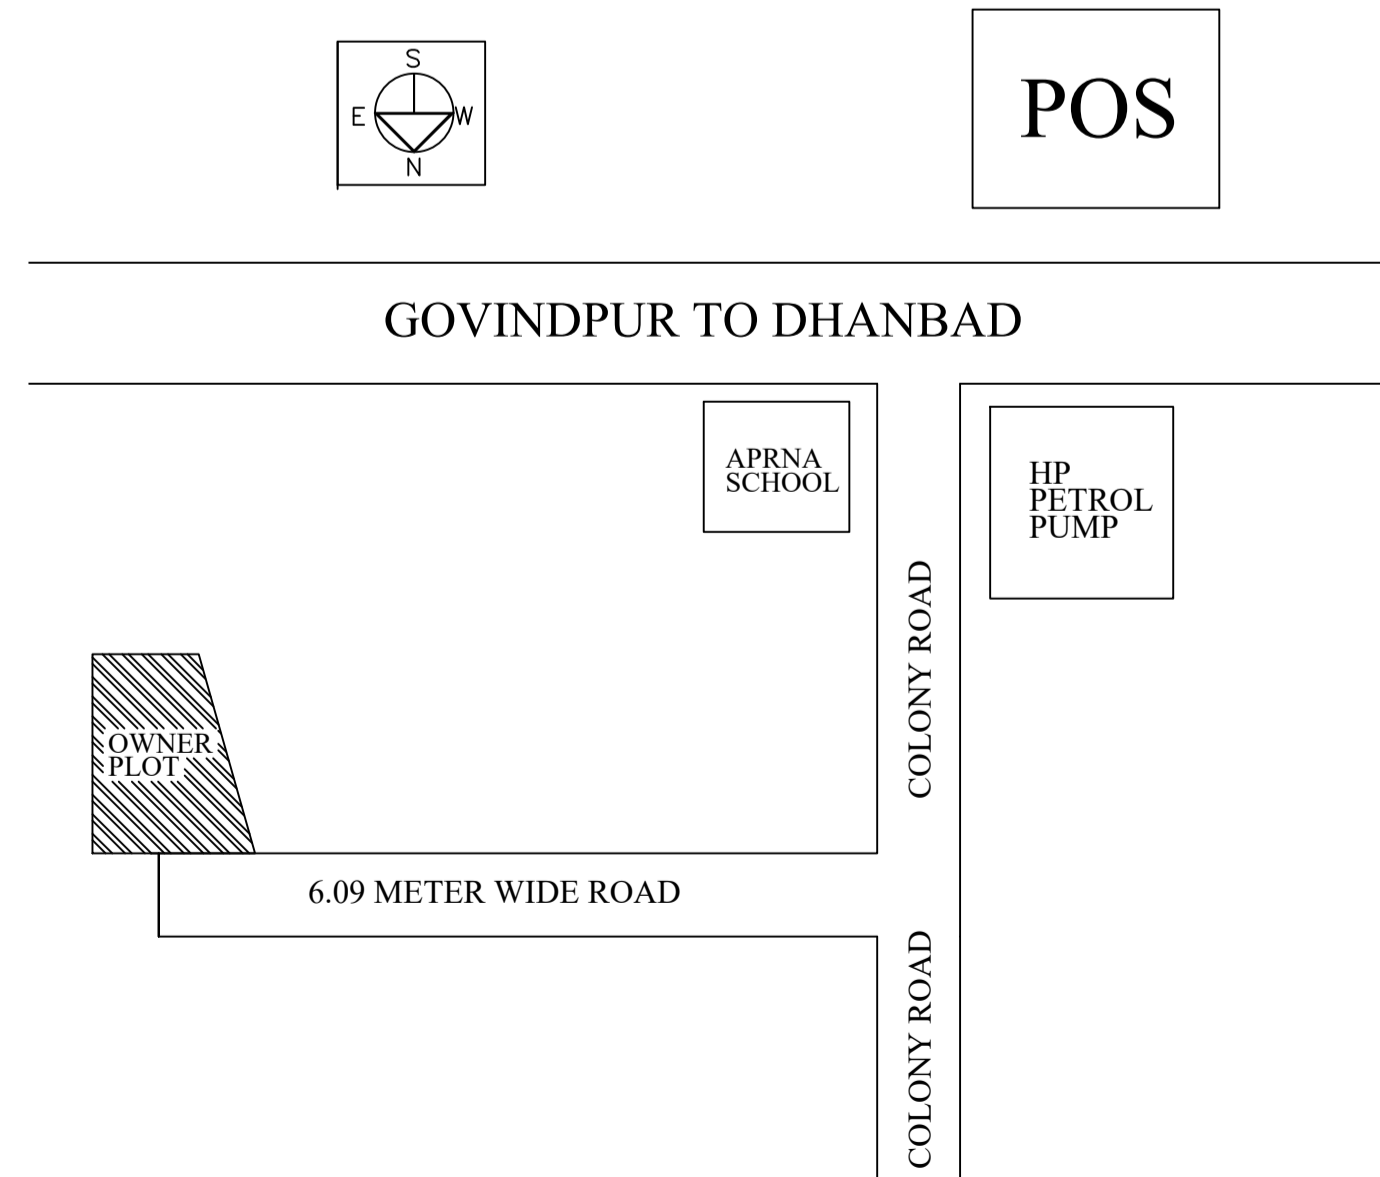 S
E
W
N
POS
GOVINDPUR TO DHANBAD
APRNA
SCHOOL
HP
PETROL
PUMP
COLONY ROAD
OWNER
PLOT
6.09 METER WIDE ROAD
COLONY ROAD